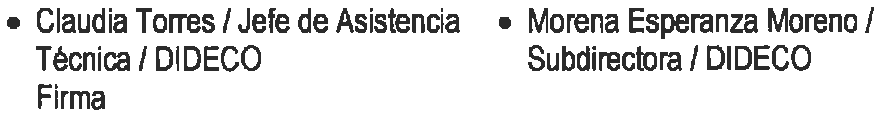 • Claudia Torres / Jefe de Asistencia
Técnica / DIDECO
Firma
• Morena Esperanza Moreno /
Subdirectora / DIDECO